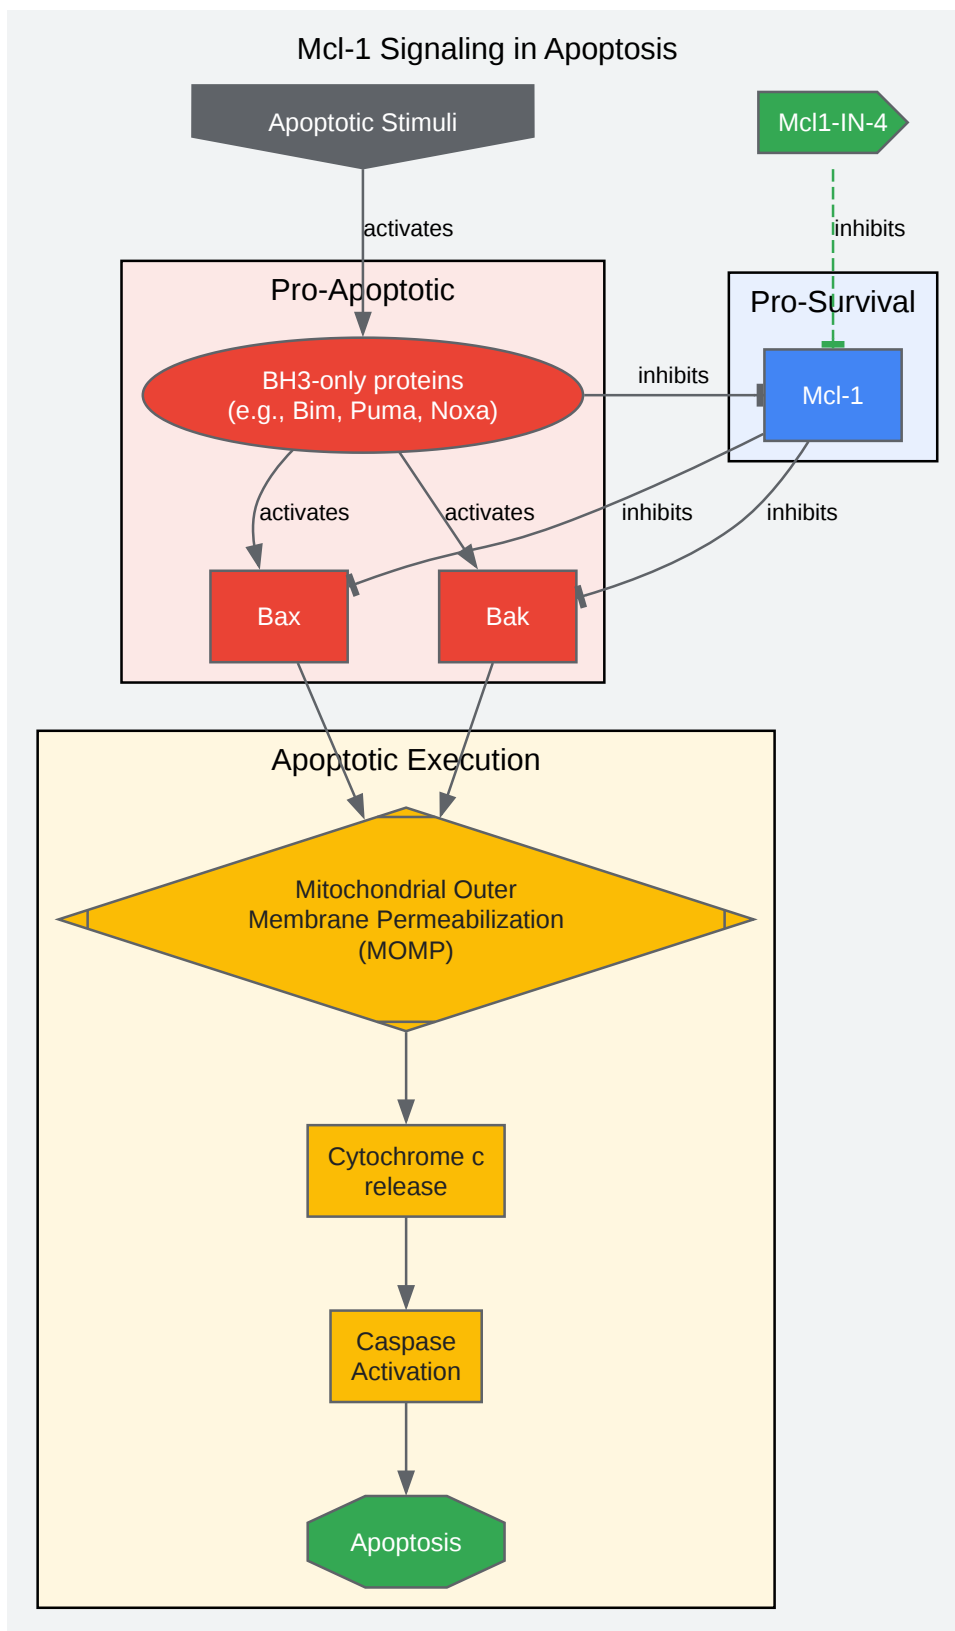 Mcl-1 Signaling in Apoptosis
Apoptotic Stimuli
Mcl1-IN-4
activates
inhibits
Pro-Apoptotic
Pro-Survival
BH3-only proteins
(e.g., Bim, Puma, Noxa)
inhibits
Mcl-1
activates
activates
inhibits
inhibits
Bax
Bak
Apoptotic Execution
Mitochondrial Outer
Membrane Permeabilization
(MOMP)
Cytochrome c
release
Caspase
Activation
Apoptosis